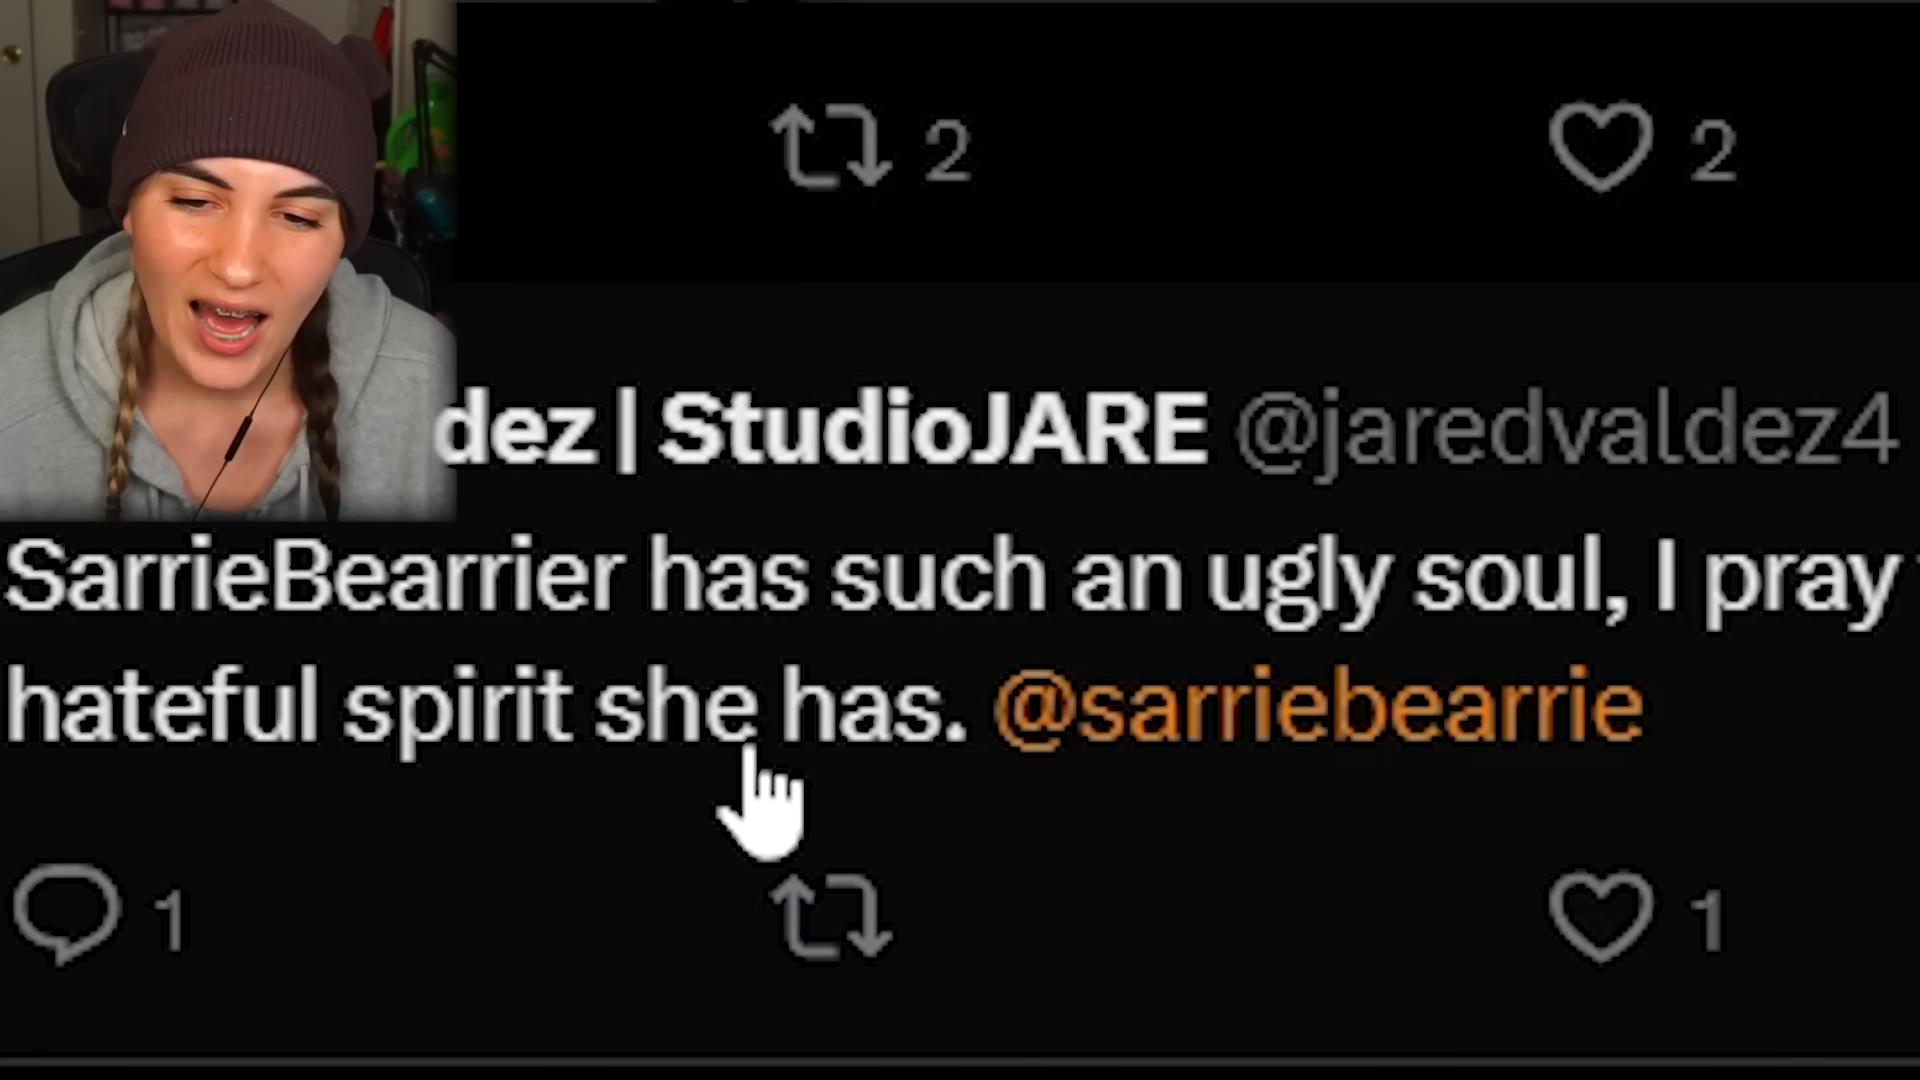 2 2
dez | StudioJARE @jaredvaldez4
SarrieBearrier has such an ugly soul, I pray
hateful spirit she has. @sarriebearrie
1 1